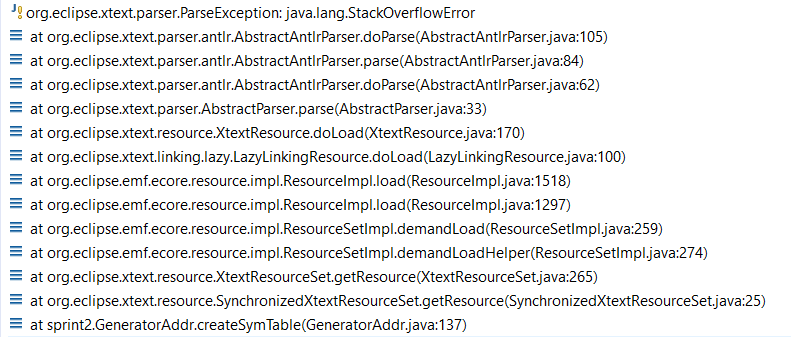 org.eclipse.xtext.parser.ParseException: java.lang.StackOverflowError
at org.eclipse.xtext.parser.antlr.AbstractAntlrParser.doParse(AbstractAntlrParser.java:105)
at org.eclipse.xtext.parser.antlr.AbstractAntlrParser.parse(AbstractAntlrParser.java:84)
at org.eclipse.xtext.parser.antlr.AbstractAntlrParser.doParse(AbstractAntlrParser.java:62)
at org.eclipse.xtext.parser.AbstractParser.parse(AbstractParser.java:33)
at org.eclipse.xtext.resource.XtextResource.doLoad(XtextResource.java:170)
at org.eclipse.xtext.linking.lazy.LazyLinkingResource.doLoad(LazyLinkingResource.java:100)
at org.eclipse.emf.ecore.resource.impl.ResourceImpl.load(ResourceImpl.java:1518)
at org.eclipse.emf.ecore.resource.impl.ResourceImpl.load(ResourceImpl.java:1297)
at org.eclipse.emf.ecore.resource.impl.ResourceSetImpl.demandLoad(ResourceSetImpl.java:259)
at org.eclipse.emf.ecore.resource.impl.ResourceSetImpl.demandLoadHelper(ResourceSetImpl.java:274)
at org.eclipse.xtext.resource.XtextResourceSet.getResource(XtextResourceSet.java:265)
at org.eclipse.xtext.resource.SynchronizedXtextResourceSet.getResource(SynchronizedXtextResourceSet.java:25)
at sprint2.GeneratorAddr.createSymTable(GeneratorAddr.java:137)